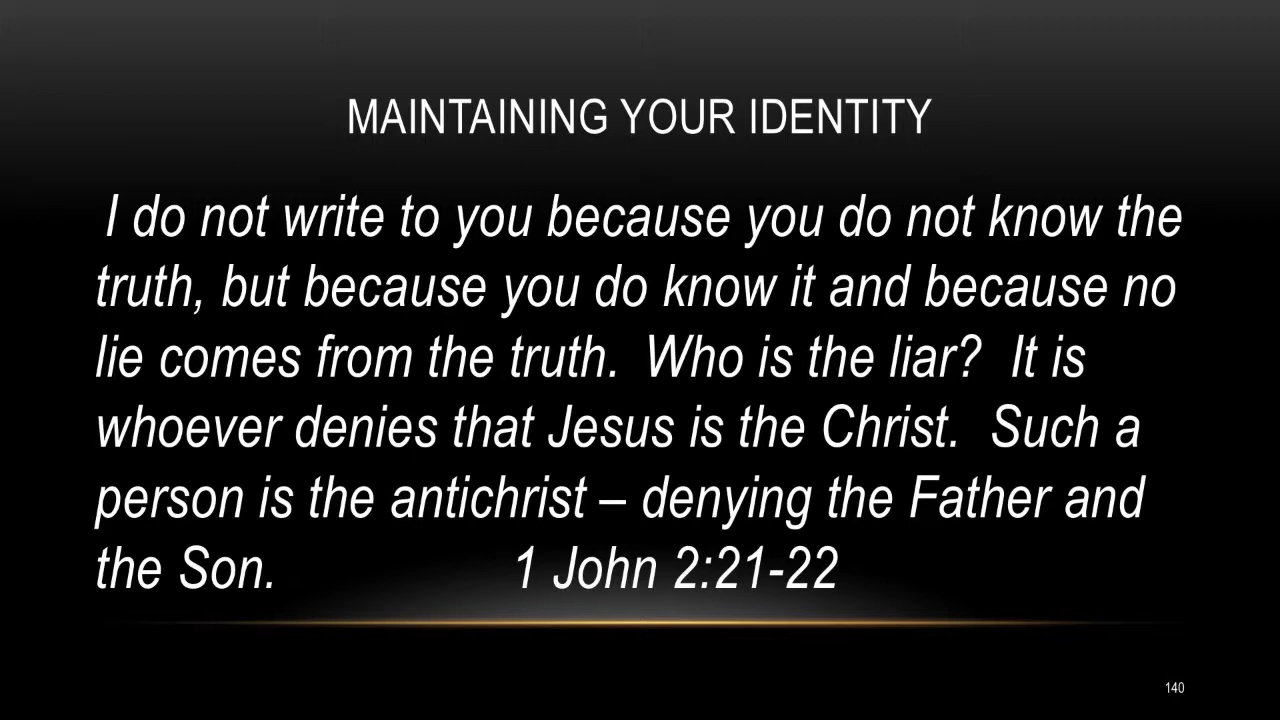 MAINTAINING YOUR IDENTITY
I do not write to you because you do not know the
truth, but because you do know it and because no
lie comes from the truth.  Who is the liar?  It is
whoever denies that Jesus is the Christ.  Such a
person is the antichrist – denying the Father and
the Son. 1 John 2:21-22
140